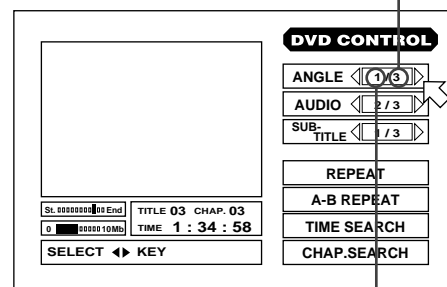 DVD CONTROL
ANGLE 1/3
AUDIO 2 / 3
SUB-TITLE 1 / 3
REPEAT
A-B REPEAT
TIME SEARCH
CHAP.SEARCH
St. End
0 10Mb
TITLE 03 CHAP. 03
TIME 1 : 34 : 58
SELECT ◀▶ KEY